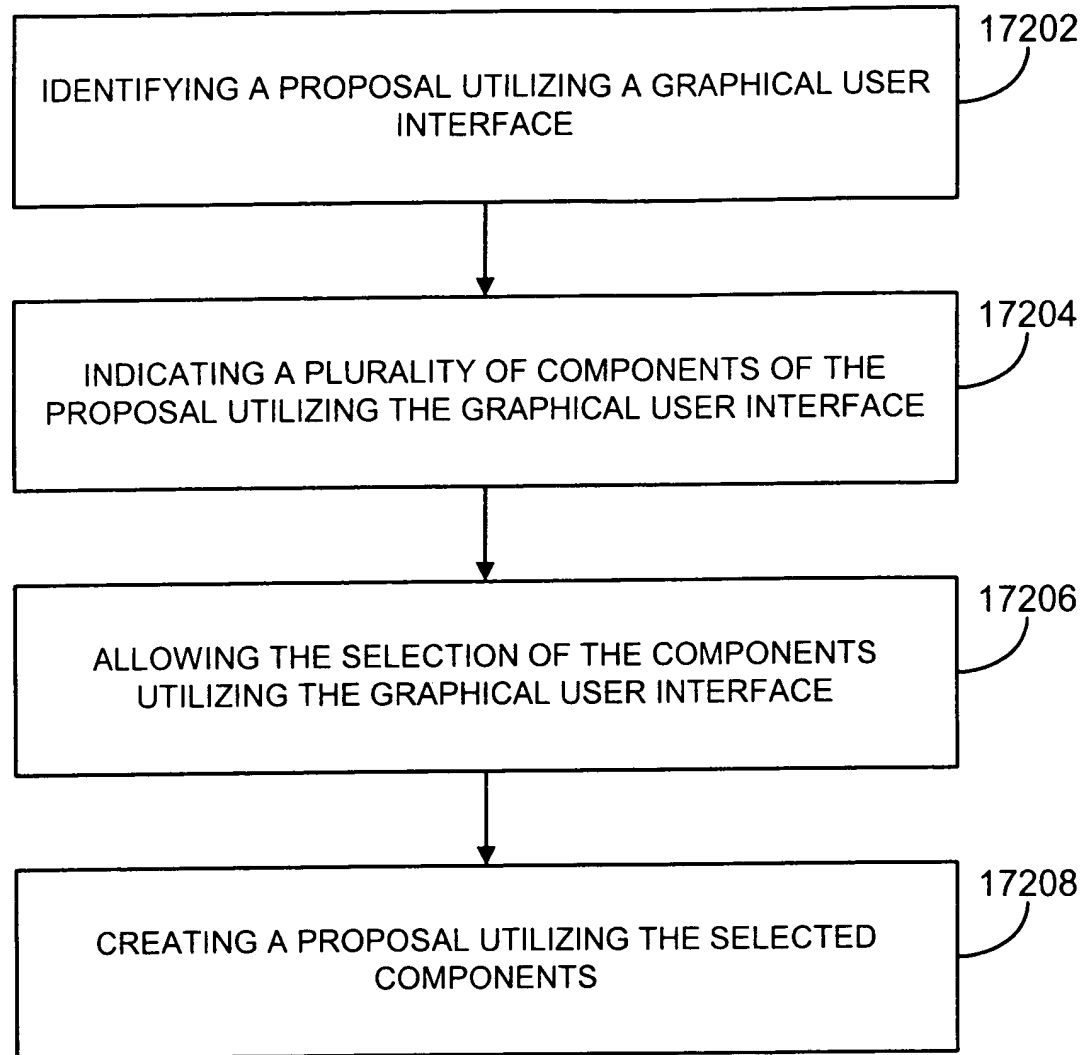 17202
IDENTIFYING A PROPOSAL UTILIZING A GRAPHICAL USER
INTERFACE
17204
INDICATING A PLURALITY OF COMPONENTS OF THE
PROPOSAL UTILIZING THE GRAPHICAL USER INTERFACE
17206
ALLOWING THE SELECTION OF THE COMPONENTS
UTILIZING THE GRAPHICAL USER INTERFACE
17208
CREATING A PROPOSAL UTILIZING THE SELECTED
COMPONENTS